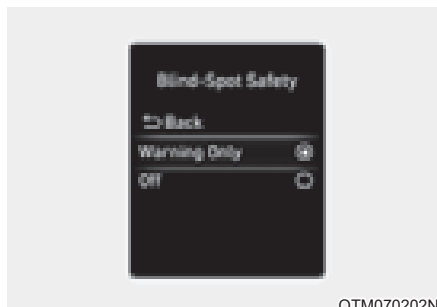 Blind-Spot Safety
Back
Warning Only
Off
OTM070202N